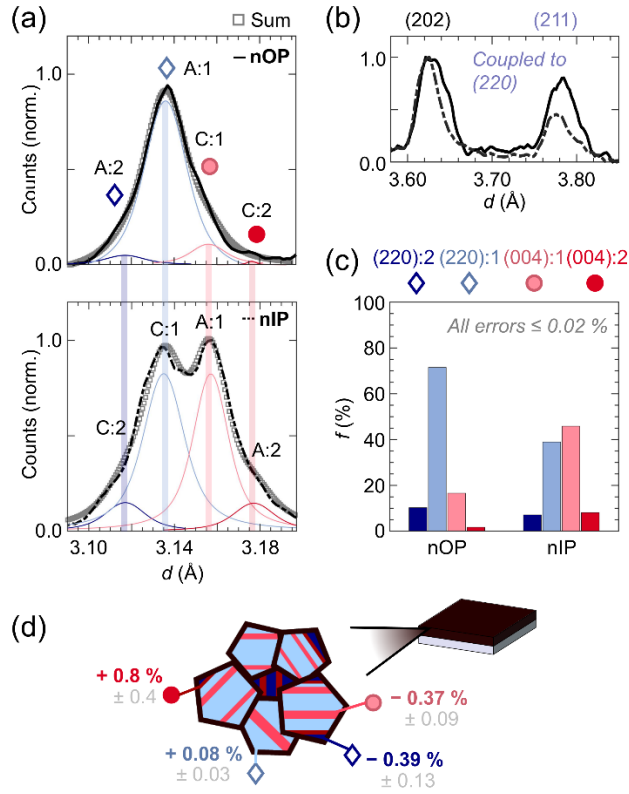 (a)
Sum
nOP
A:1
C:1
A:2
C:2
Counts (norm.)
1.0
0.0
nIP
C:1
A:1
C:2
A:2
Counts (norm.)
1.0
0.0
3.10
3.14
3.18
d (Å)
(b)
(202)
(211)
Coupled to
(220)
1.0
0.0
3.60
3.70
3.80
d (Å)
(c)
(220):2
(220):1
(004):1
(004):2
All errors ≤ 0.02 %
f (%)
100
80
60
40
20
0
nOP
nIP
(d)
+ 0.8 %
± 0.4
− 0.37 %
± 0.09
+ 0.08 %
± 0.03
− 0.39 %
± 0.13